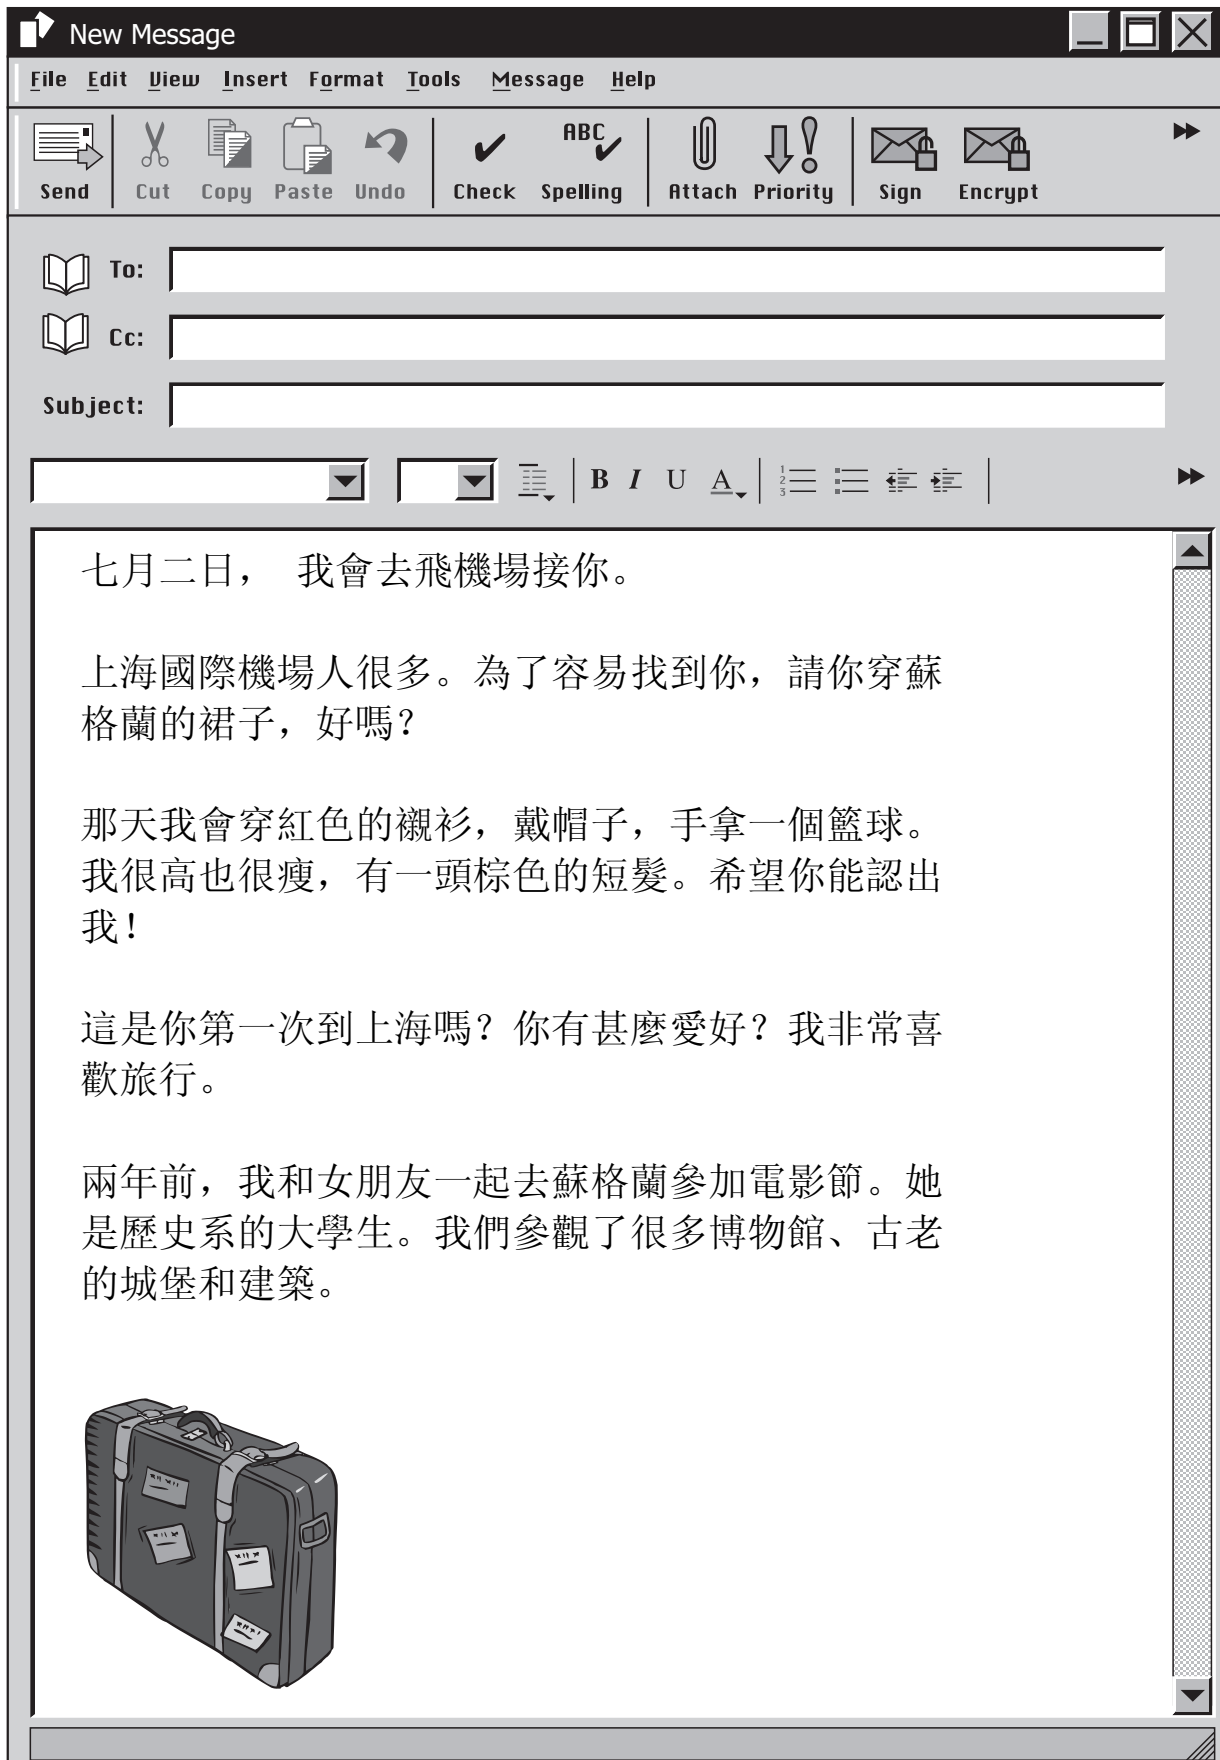 New Message
File Edit View Insert Format Tools Message Help
ABC
Send Cut Copy Paste Undo Check Spelling Attach Priority Sign Encrypt
To:
Cc:
Subject:
B I U A 1 2 3
七月二日， 我會去飛機場接你。
上海國際機場人很多。為了容易找到你，請你穿蘇
格蘭的裙子，好嗎？
那天我會穿紅色的襯衫，戴帽子，手拿一個籃球。
我很高也很瘦，有一頭棕色的短髮。希望你能認出
我！
這是你第一次到上海嗎？你有甚麼愛好？我非常喜
歡旅行。
兩年前，我和女朋友一起去蘇格蘭參加電影節。她
是歷史系的大學生。我們參觀了很多博物館、古老
的城堡和建築。